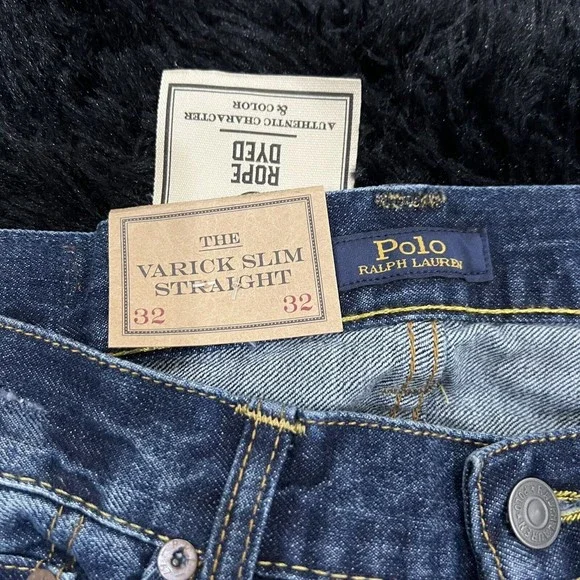 ROPE
DYED
AUTHENTIC CHARACTER
& COLOR
THE
VARICK SLIM
STRAIGHT
32 32
Polo
RALPH LAUREN